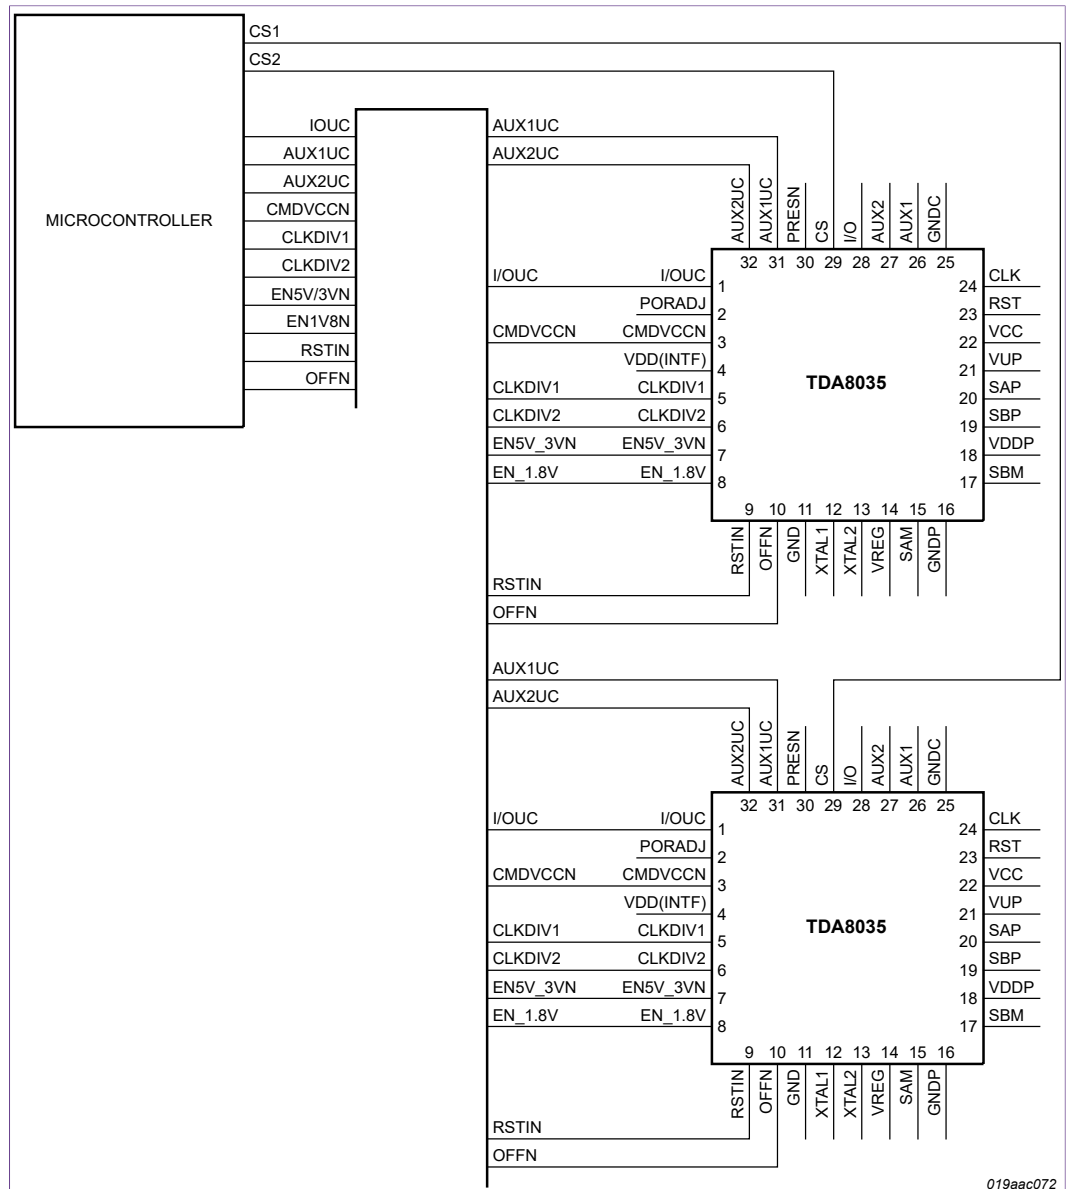 CS1
CS2
MICROCONTROLLER
IOUC
AUX1UC
AUX2UC
CMDVCCN
CLKDIV1
CLKDIV2
EN5V/3VN
EN1V8N
RSTIN
OFFN
AUX1UC
AUX2UC
AUX2UC
AUX1UC
PRESN
CS
I/O
AUX2
AUX1
GNDC
32 31 30 29 28 27 26 25
I/OUC I/OUC 1
PORADJ 2
CMDVCCN CMDVCCN 3
VDD(INTF) 4
CLKDIV1 CLKDIV1 5
CLKDIV2 CLKDIV2 6
EN5V_3VN EN5V_3VN 7
EN_1.8V EN_1.8V 8
TDA8035
24 CLK
23 RST
22 VCC
21 VUP
20 SAP
19 SBP
18 VDDP
17 SBM
9 10 11 12 13 14 15 16
RSTIN
OFFN
GND
XTAL1
XTAL2
VREG
SAM
GNDP
RSTIN
OFFN
AUX1UC
AUX2UC
AUX2UC
AUX1UC
PRESN
CS
I/O
AUX2
AUX1
GNDC
32 31 30 29 28 27 26 25
I/OUC I/OUC 1
PORADJ 2
CMDVCCN CMDVCCN 3
VDD(INTF) 4
CLKDIV1 CLKDIV1 5
CLKDIV2 CLKDIV2 6
EN5V_3VN EN5V_3VN 7
EN_1.8V EN_1.8V 8
TDA8035
24 CLK
23 RST
22 VCC
21 VUP
20 SAP
19 SBP
18 VDDP
17 SBM
9 10 11 12 13 14 15 16
RSTIN
OFFN
GND
XTAL1
XTAL2
VREG
SAM
GNDP
RSTIN
OFFN
019aac072